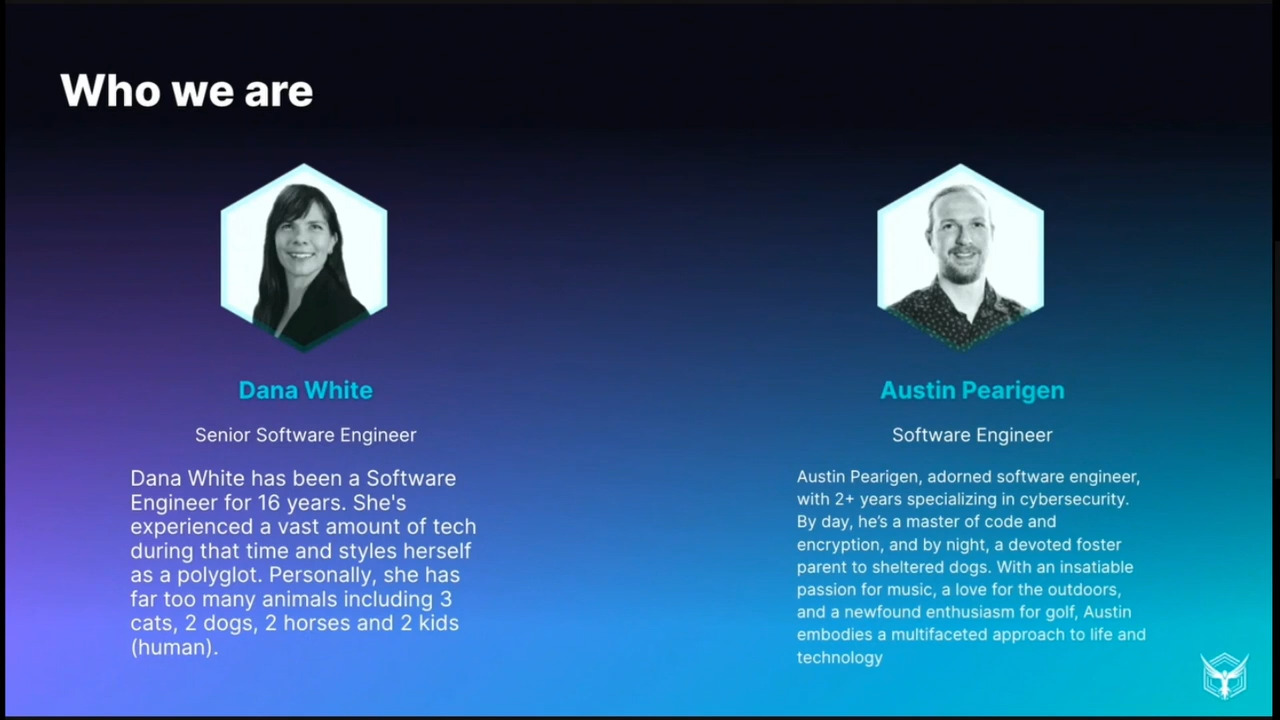 Who we are
Dana White
Senior Software Engineer
Dana White has been a Software
Engineer for 16 years. She's
experienced a vast amount of tech
during that time and styles herself
as a polyglot. Personally, she has
far too many animals including 3
cats, 2 dogs, 2 horses and 2 kids
(human).
Austin Pearigen
Software Engineer
Austin Pearigen, adorned software engineer,
with 2+ years specializing in cybersecurity.
By day, he’s a master of code and
encryption, and by night, a devoted foster
parent to sheltered dogs. With an insatiable
passion for music, a love for the outdoors,
and a newfound enthusiasm for golf, Austin
embodies a multifaceted approach to life and
technology